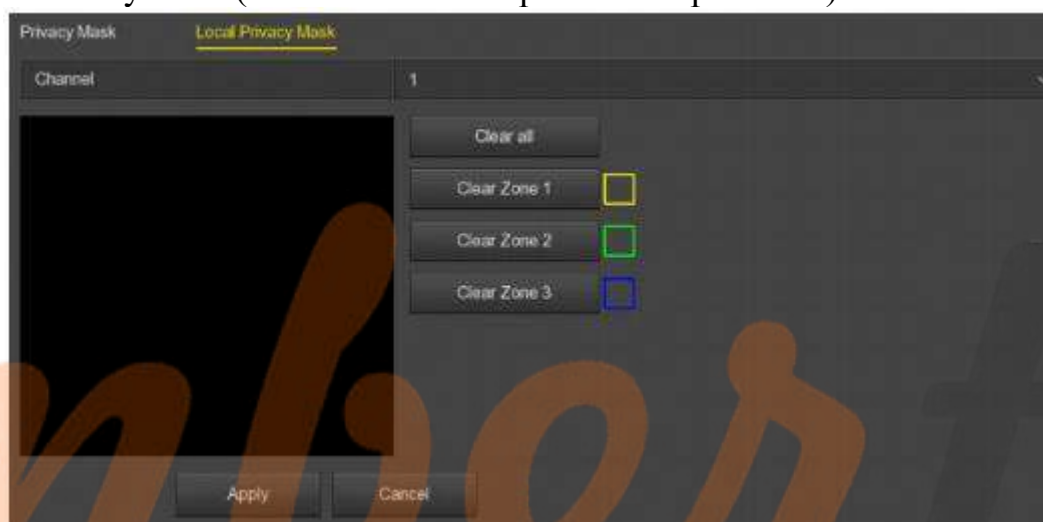 Privacy Mask Local Privacy Mask
Channel 1
Clear all
Clear Zone 1
Clear Zone 2
Clear Zone 3
Apply Cancel